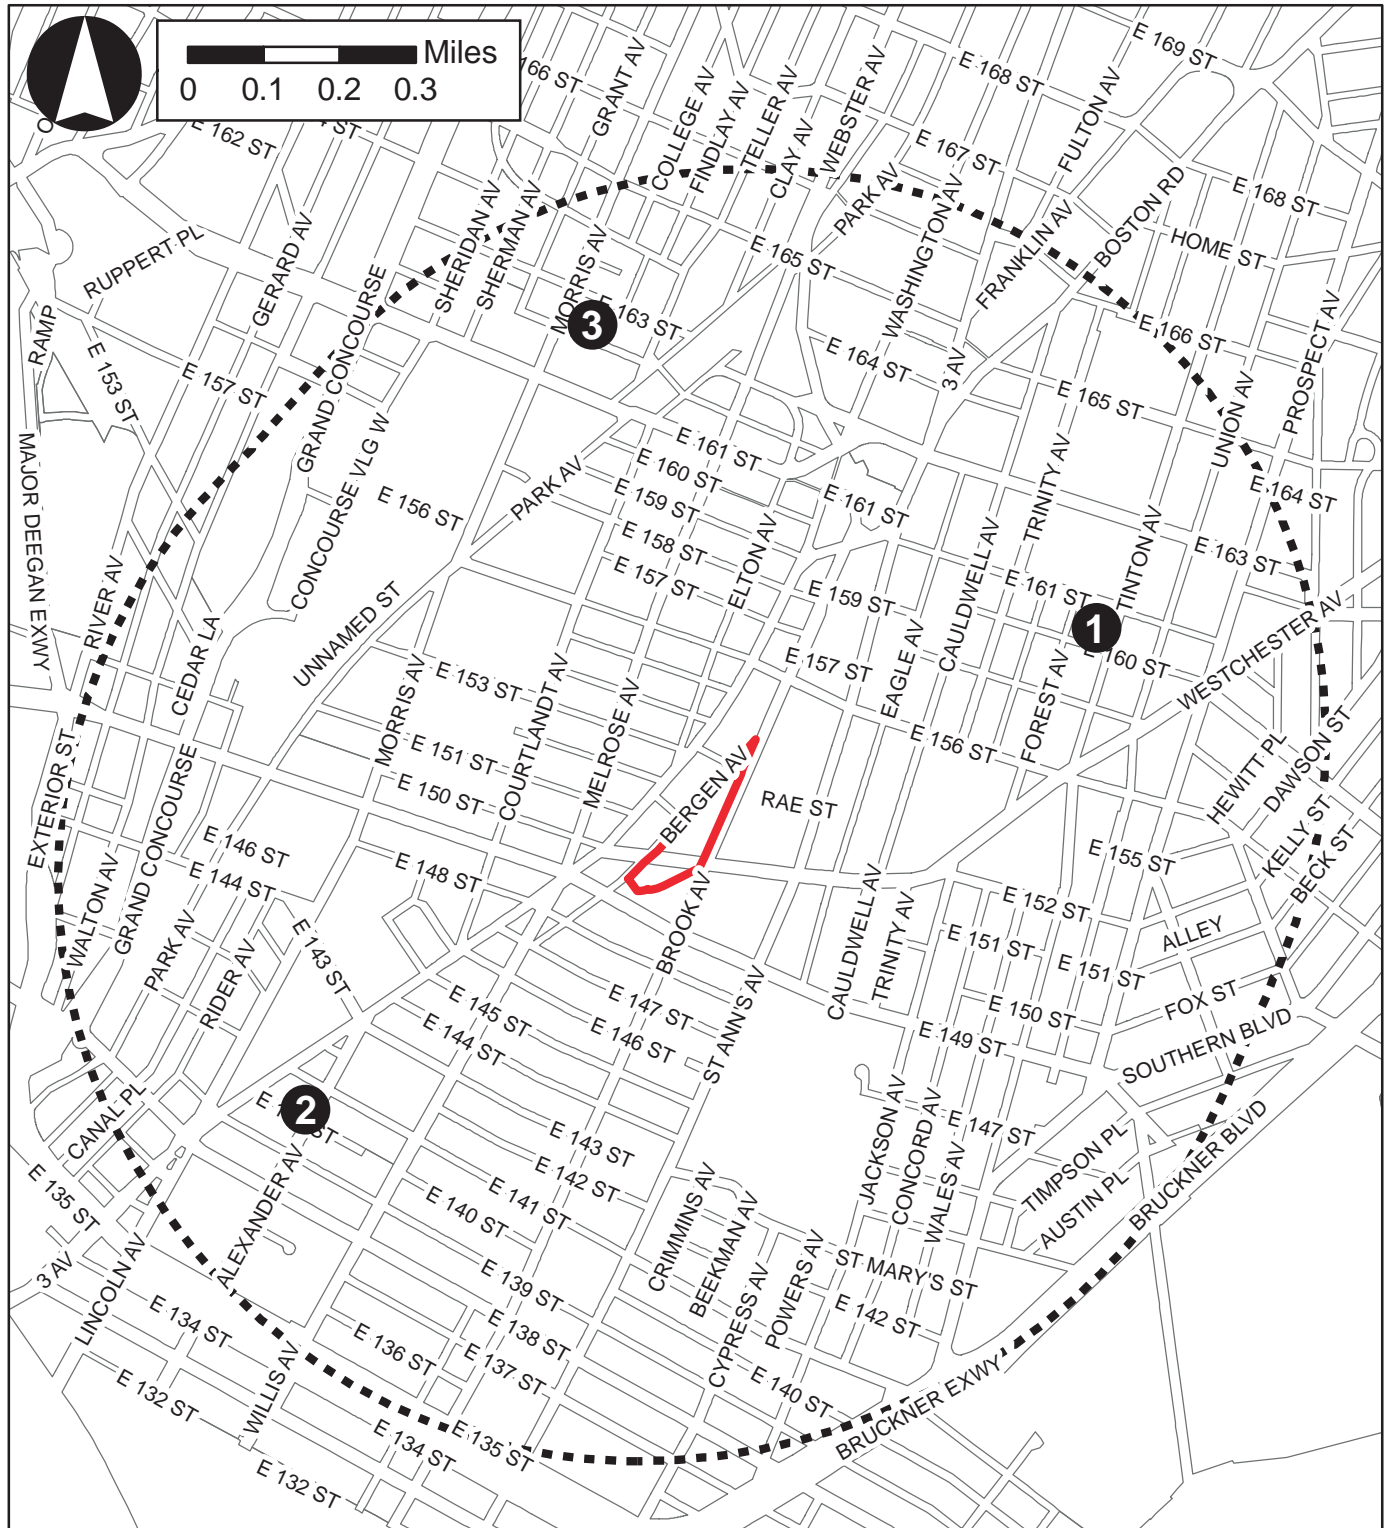 Miles
0 0.1 0.2 0.3
E 169 ST
E 168 ST
166 ST
GRANT AV
COLLEGE AV
FINDLAY AV
TELLER AV
CLAY AV
WEBSTER AV
FULTON AV
E 162 ST
E 167 ST
PARK AV
WASHINGTON AV
FRANKLIN AV
BOSTON RD
E 168 ST
HOME ST
RUPPERT PL
GERARD AV
SHERIDAN AV
SHERMAN AV
MORRIS AV
E 165 ST
RAMP
GRAND CONCOURSE
3
163 ST
E 164 ST
3 AV
E 166 ST
PROSPECT AV
E 153 ST
E 157 ST
E 165 ST
UNION AV
MAJOR DEEGAN EXWY
CONCOURSE VLG W
E 156 ST
PARK AV
E 161 ST
E 160 ST
E 159 ST
E 158 ST
E 157 ST
ELTON AV
E 161 ST
TRINITY AV
E 164 ST
E 163 ST
TINTON AV
CAULDWELL AV
E 161 ST
RIVER AV
CEDAR LA
UNNAMED ST
E 159 ST
1
E 160 ST
WESTCHESTER AV
E 153 ST
MORRIS AV
COURTLANDT AV
MELROSE AV
E 157 ST
EAGLE AV
FOREST AV
E 156 ST
EXTERIOR ST
GRAND CONCOURSE
E 151 ST
E 150 ST
BERGEN AV
RAE ST
HEWITT PL
DAWSON ST
KELLY ST
BECK ST
E 146 ST
E 144 ST
E 148 ST
E 155 ST
WALTON AV
PARK AV
RIDER AV
E 143 ST
BROOK AV
CAULDWELL AV
TRINITY AV
E 152 ST
E 151 ST
E 151 ST
ALLEY
FOX ST
E 145 ST
E 144 ST
E 147 ST
E 146 ST
ST ANN'S AV
E 150 ST
E 149 ST
SOUTHERN BLVD
CANAL PL
2
JACKSON AV
CONCORD AV
WALES AV
E 147 ST
TIMPSON PL
AUSTIN PL
BRUCKNER BLVD
E 135 ST
3 AV
LINCOLN AV
ALEXANDER AV
E 143 ST
E 142 ST
E 141 ST
E 140 ST
CRIMMINS AV
BEEKMAN AV
CYPRESS AV
POWERS AV
ST MARY'S ST
E 142 ST
E 134 ST
E 139 ST
E 138 ST
E 137 ST
E 136 ST
E 132 ST
WILLIS AV
E 135 ST
E 134 ST
E 140 ST
BRUCKNER EXWY
E 132 ST